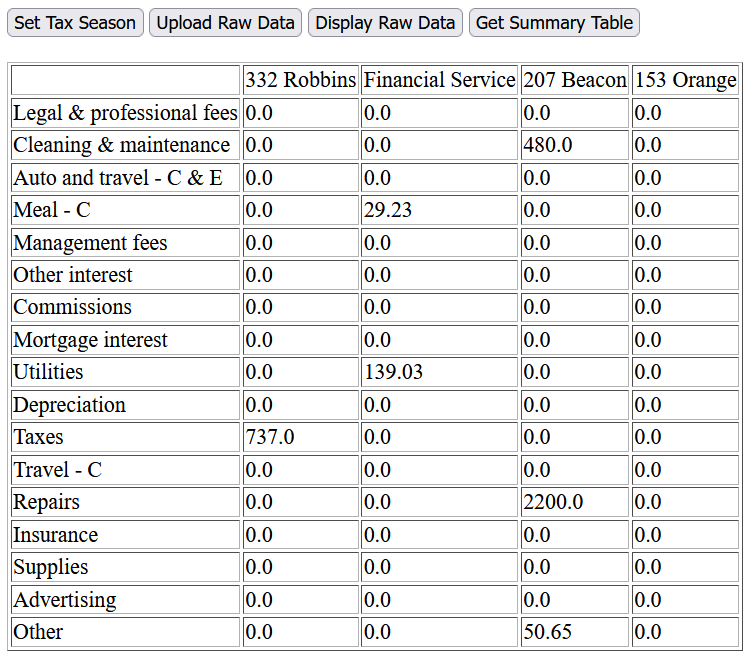 Set Tax Season Upload Raw Data Display Raw Data Get Summary Table
332 Robbins Financial Service 207 Beacon 153 Orange
Legal & professional fees 0.0 0.0 0.0 0.0
Cleaning & maintenance 0.0 0.0 480.0 0.0
Auto and travel - C & E 0.0 0.0 0.0 0.0
Meal - C 0.0 29.23 0.0 0.0
Management fees 0.0 0.0 0.0 0.0
Other interest 0.0 0.0 0.0 0.0
Commissions 0.0 0.0 0.0 0.0
Mortgage interest 0.0 0.0 0.0 0.0
Utilities 0.0 139.03 0.0 0.0
Depreciation 0.0 0.0 0.0 0.0
Taxes 737.0 0.0 0.0 0.0
Travel - C 0.0 0.0 0.0 0.0
Repairs 0.0 0.0 2200.0 0.0
Insurance 0.0 0.0 0.0 0.0
Supplies 0.0 0.0 0.0 0.0
Advertising 0.0 0.0 0.0 0.0
Other 0.0 0.0 50.65 0.0